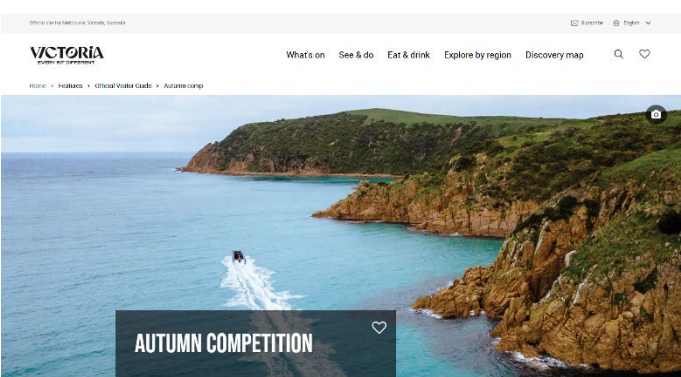 Official site for Melbourne, Victoria, Australia
Subscribe English
VICTORIA
EVERY BIT DIFFERENT
What's on See & do Eat & drink Explore by region Discovery map
Home Features Official Visitor Guide Autumn comp
AUTUMN COMPETITION